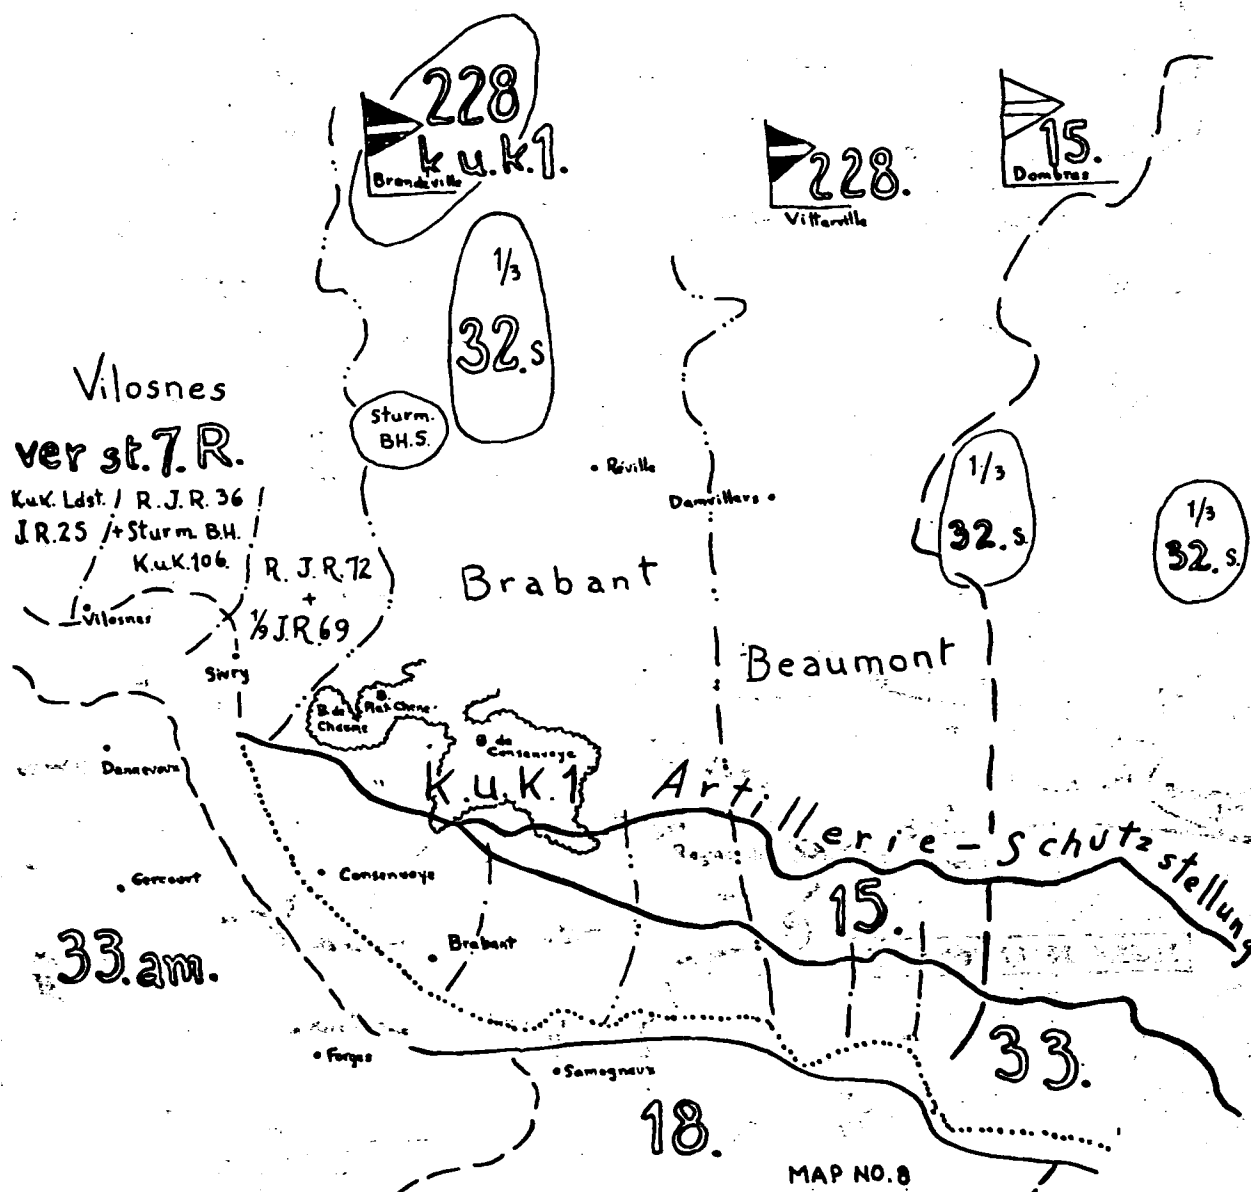 228
k.u.k.1.
Brandeville
228.
Vittarville
15.
Dombras
1/3
32.s
Vilosnes
ver st.7.R.
K.u.K. Ldst. / R.J.R.36
J.R.25 /+Sturm B.H.
K.u.K.106.
Sturm.
BH.S.
Réville
Damvillers
1/3
32.s.
1/3
32.s.
R.J.R.72
+
1/9 J.R.69
Brabant
Vilosnes
Sivry
Beaumont
B. de
Chaume
B.
Plat Chene
B. de
Consenvoye
K.u.K.1
Artillerie-Schutzstellung
Dannevoux
Gercourt
Consenvoye
Brabant
15.
33.am.
Forges
Samogneux
33.
18.
MAP NO.8